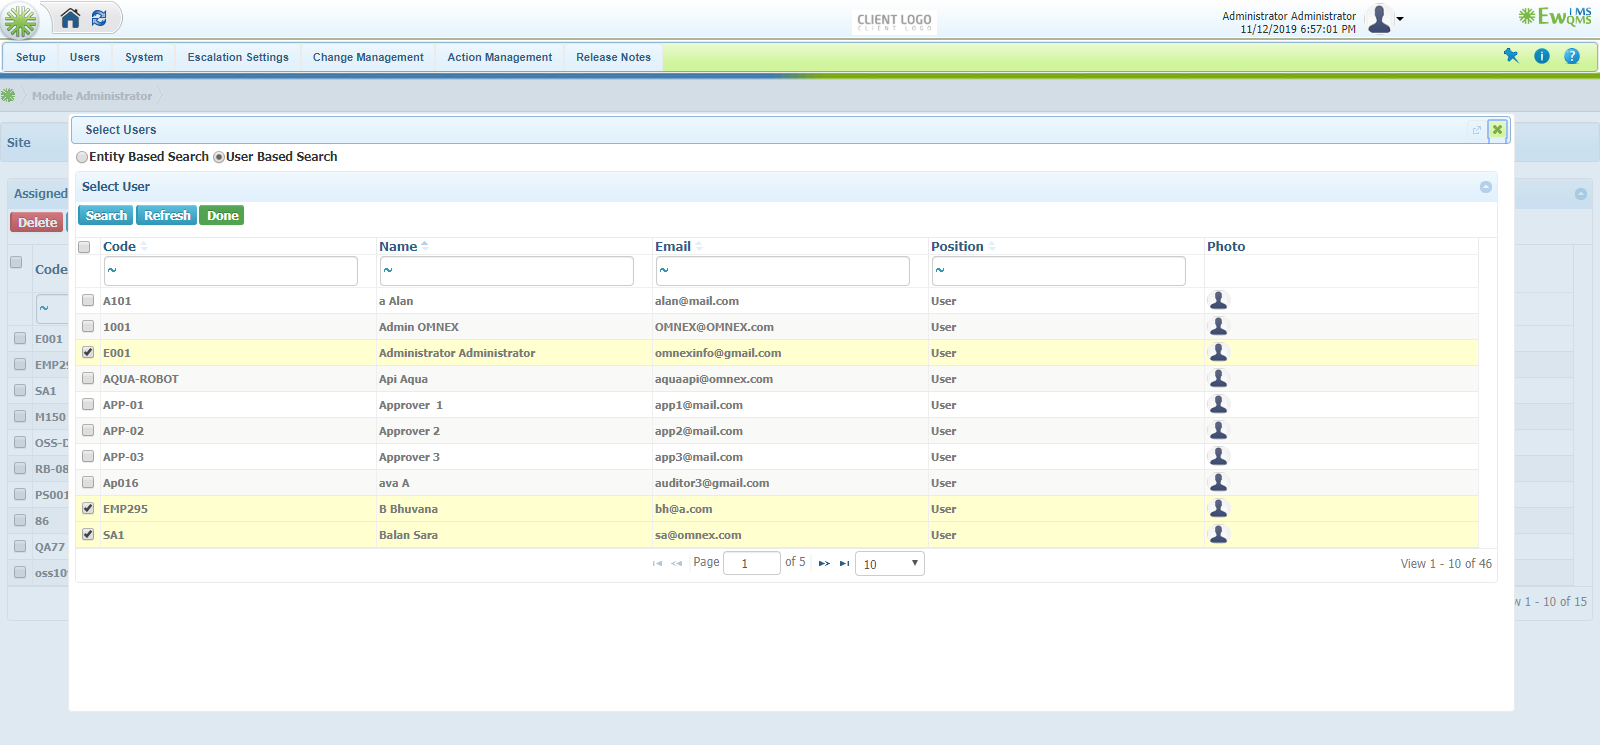 CLIENT LOGO
CLIENT LOGO
Administrator Administrator
11/12/2019 6:57:01 PM
EwIMS
QMS
Setup Users System Escalation Settings Change Management Action Management Release Notes
Module Administrator
Site
Select Users
Entity Based Search User Based Search
Select User
Search Refresh Done
Code Name Email Position Photo
~ ~ ~ ~
A101 a Alan alan@mail.com User
1001 Admin OMNEX OMNEX@OMNEX.com User
E001 Administrator Administrator omnexinfo@gmail.com User
AQUA-ROBOT Api Aqua aquaapi@omnex.com User
APP-01 Approver  1 app1@mail.com User
APP-02 Approver 2 app2@mail.com User
APP-03 Approver 3 app3@mail.com User
Ap016 ava A auditor3@gmail.com User
EMP295 B Bhuvana bh@a.com User
SA1 Balan Sara sa@omnex.com User
Page 1 of 5 10 View 1 - 10 of 46
Assigned
Delete
Code
~
E001
EMP29
SA1
M150
OSS-D
RB-08
PS001
86
QA77
oss10
w 1 - 10 of 15